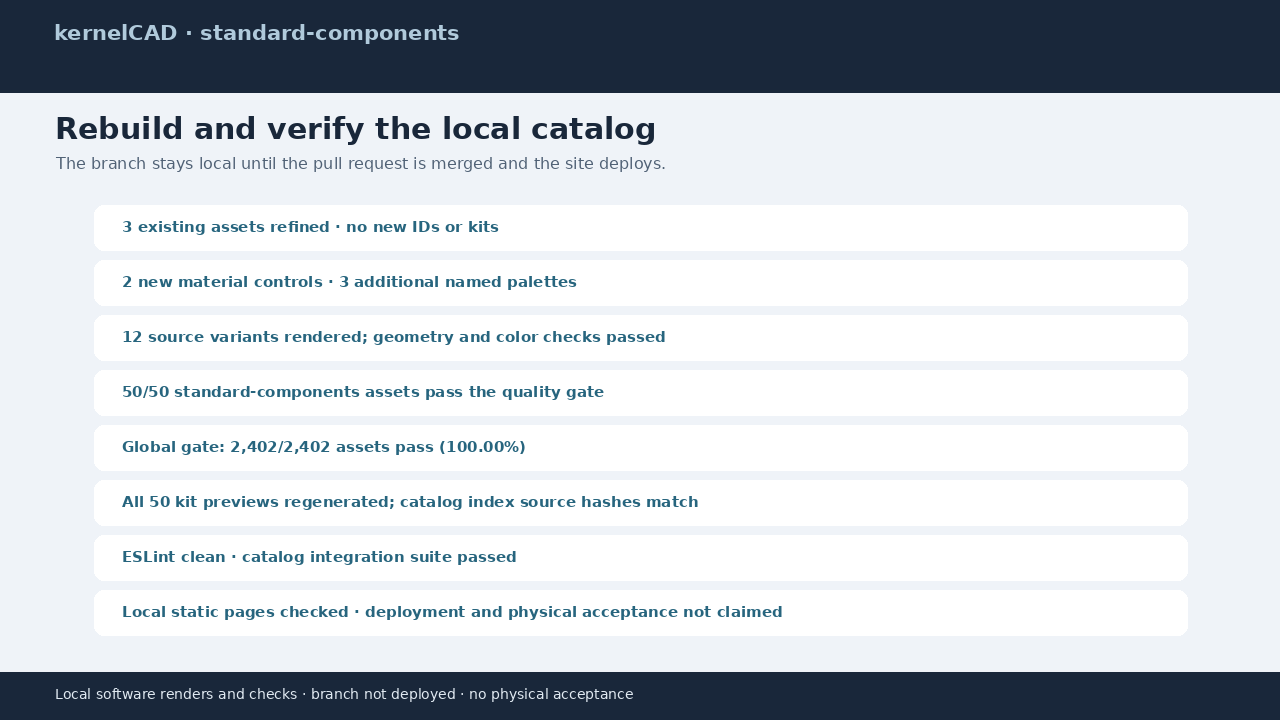 kernelCAD · standard-components
Rebuild and verify the local catalog
The branch stays local until the pull request is merged and the site deploys.
3 existing assets refined · no new IDs or kits
2 new material controls · 3 additional named palettes
12 source variants rendered; geometry and color checks passed
50/50 standard-components assets pass the quality gate
Global gate: 2,402/2,402 assets pass (100.00%)
All 50 kit previews regenerated; catalog index source hashes match
ESLint clean · catalog integration suite passed
Local static pages checked · deployment and physical acceptance not claimed
Local software renders and checks · branch not deployed · no physical acceptance